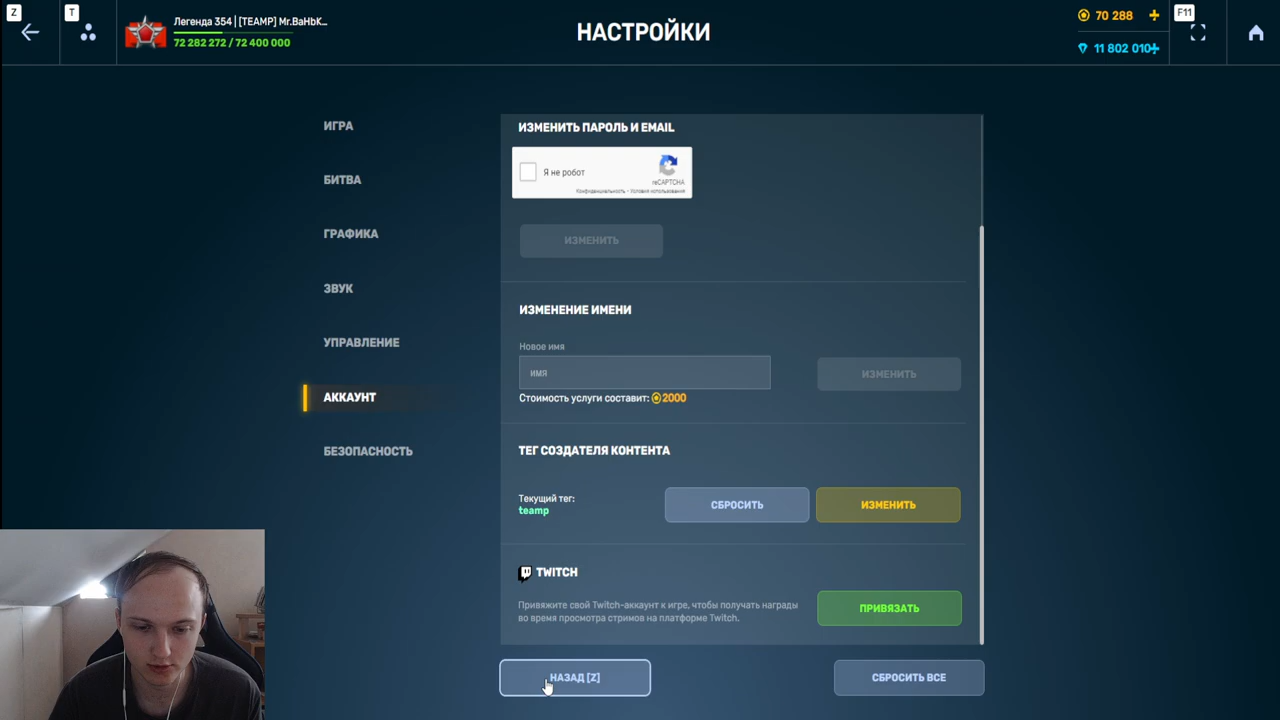 Z
T
Легенда 354 | [TEAMP] Mr.BaHbK...
72 282 272 / 72 400 000
НАСТРОЙКИ
70 288 +
11 802 010+
F11
ИГРА
БИТВА
ГРАФИКА
ЗВУК
УПРАВЛЕНИЕ
АККАУНТ
БЕЗОПАСНОСТЬ
ИЗМЕНИТЬ ПАРОЛЬ И EMAIL
Я не робот
reCAPTCHA
Конфиденциальность - Условия использования
ИЗМЕНИТЬ
ИЗМЕНЕНИЕ ИМЕНИ
Новое имя
имя
ИЗМЕНИТЬ
Стоимость услуги составит: 2000
ТЕГ СОЗДАТЕЛЯ КОНТЕНТА
Текущий тег:
teamp
СБРОСИТЬ
ИЗМЕНИТЬ
TWITCH
Привяжите свой Twitch-аккаунт к игре, чтобы получать награды
во время просмотра стримов на платформе Twitch.
ПРИВЯЗАТЬ
НАЗАД [Z]
СБРОСИТЬ ВСЕ